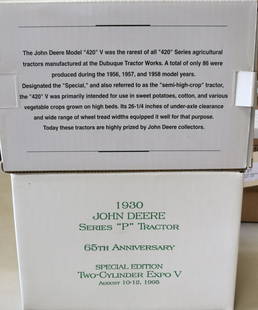 The John Deere Model "420" V was the rarest of all "420" Series agricultural
tractors manufactured at the Dubuque Tractor Works. A total of only 86 were
produced during the 1956, 1957, and 1958 model years.
Designated the "Special," and also referred to as the "semi-high-crop" tractor,
the "420" V was primarily intended for use in sweet potatoes, cotton, and various
vegetable crops grown on high beds. Its 26-1/4 inches of under-axle clearance
and wide range of wheel tread widths equipped it well for that purpose.
Today these tractors are highly prized by John Deere collectors.
1930
JOHN DEERE
SERIES "P" TRACTOR
65TH ANNIVERSARY
SPECIAL EDITION
TWO-CYLINDER EXPO V
AUGUST 10-12, 1995